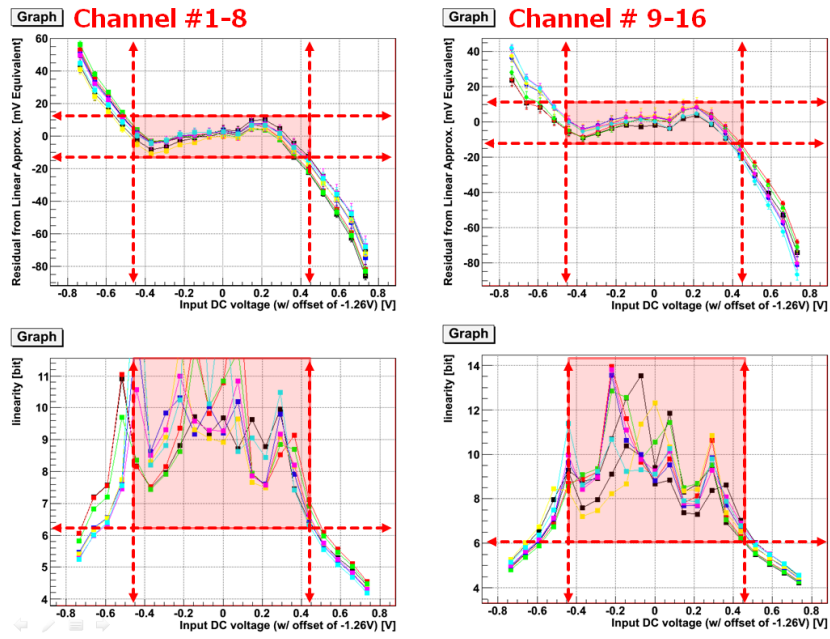 Graph
Channel #1-8
Graph
Channel # 9-16
Residual from Linear Approx. [mV Equivalent]
60
40
20
0
-20
-40
-60
-80
-0.8 -0.6 -0.4 -0.2 -0.0 0.2 0.4 0.6 0.8
Input DC voltage (w/ offset of -1.26V) [V]
Residual from Linear Approx. [mV Equivalent]
40
20
0
-20
-40
-60
-80
-0.8 -0.6 -0.4 -0.2 0 0.2 0.4 0.6 0.8
Input DC voltage (w/ offset of -1.26V) [V]
Graph
linearity [bit]
11
10
9
8
7
6
5
4
-0.8 -0.6 -0.4 -0.2 0 0.2 0.4 0.6 0.8
Input DC voltage (w/ offset of -1.26V) [V]
Graph
linearity [bit]
14
12
10
8
6
4
-0.8 -0.6 -0.4 -0.2 0 0.2 0.4 0.6 0.8
Input DC voltage (w/ offset of -1.26V) [V]